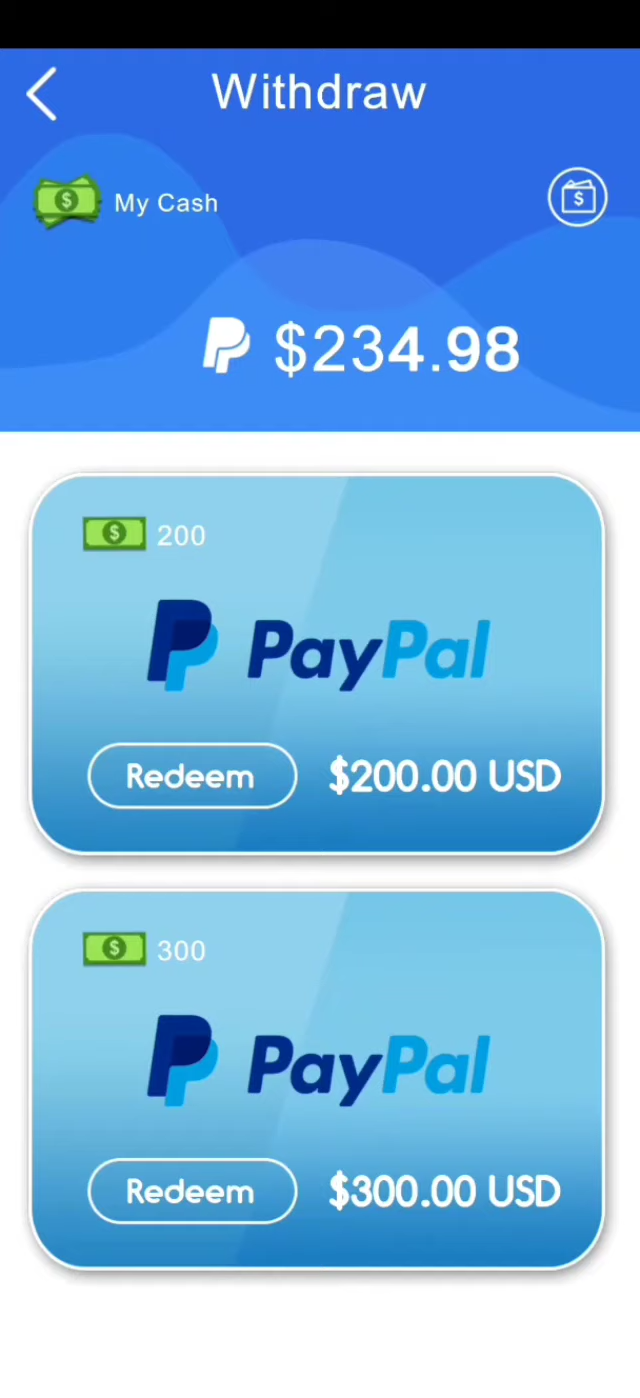 Withdraw
My Cash
$234.98
200
PayPal
Redeem $200.00 USD
300
PayPal
Redeem $300.00 USD